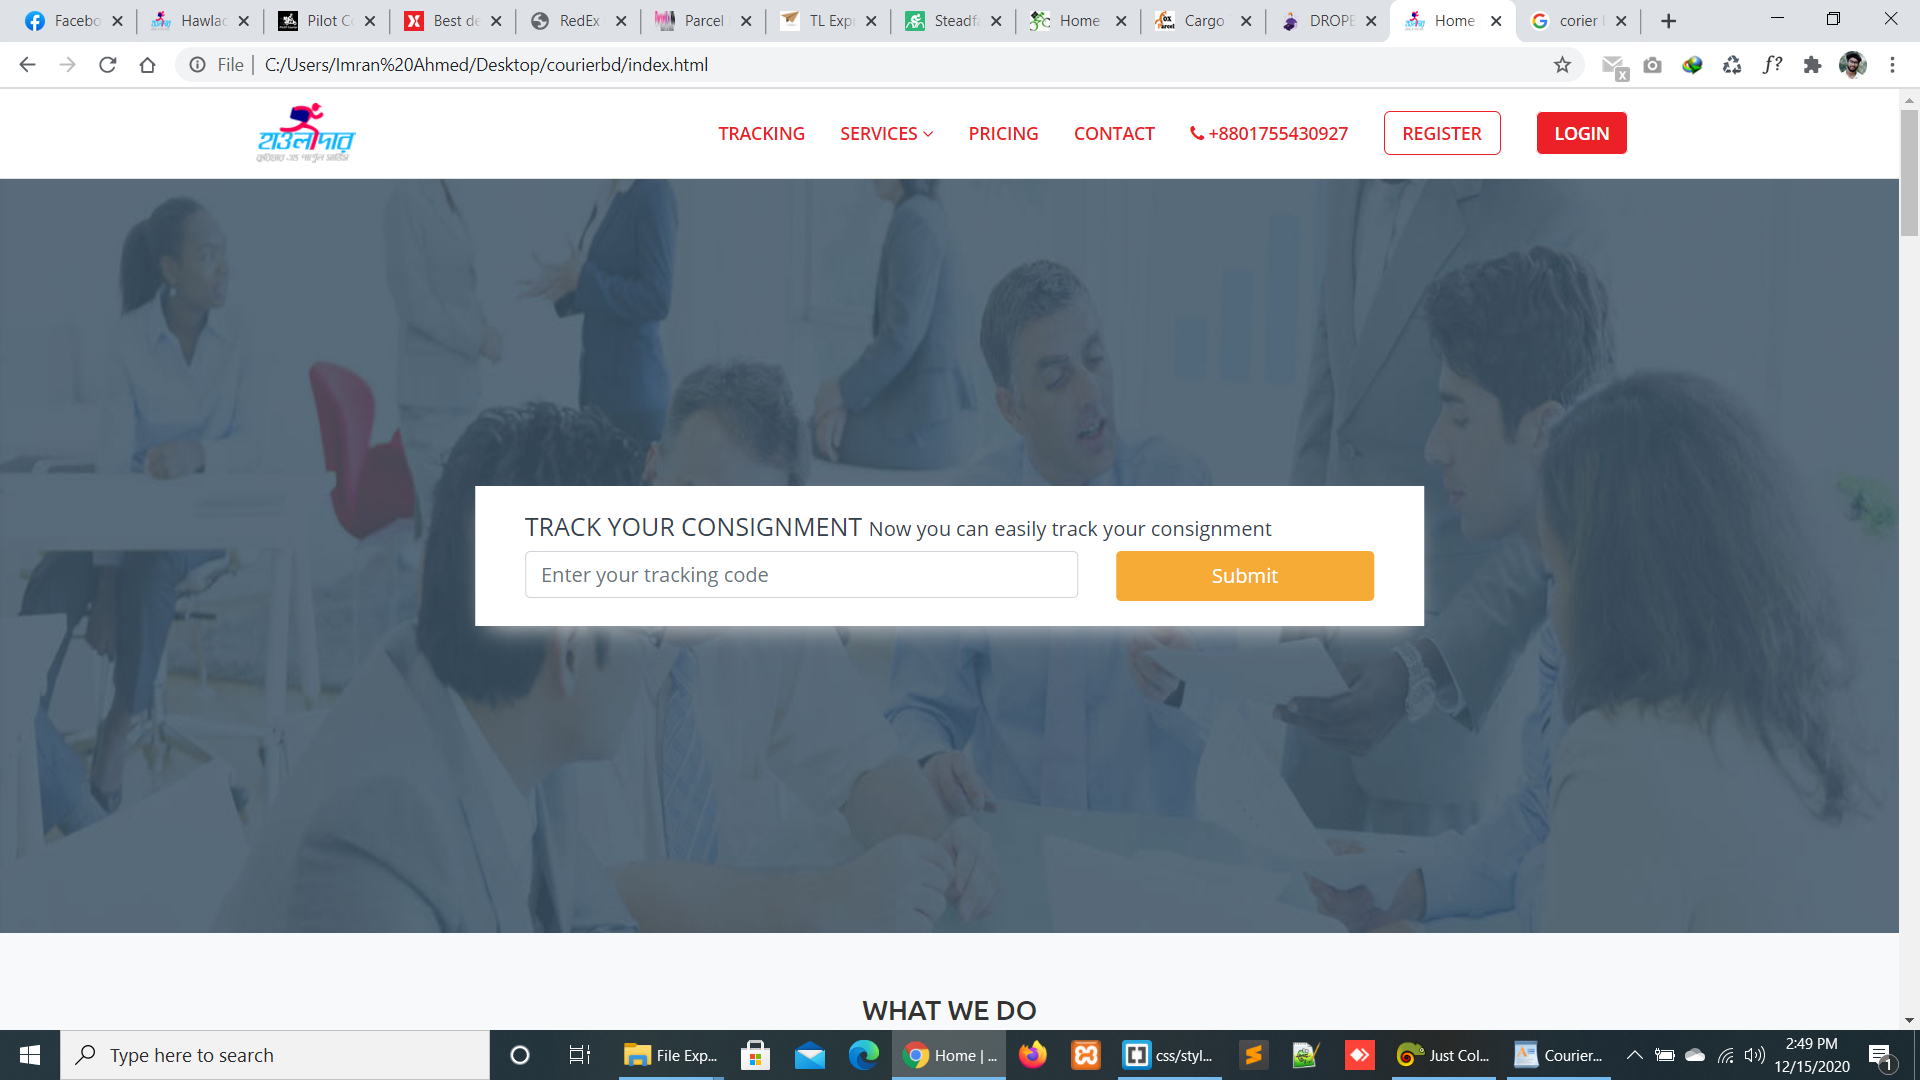 Facebo
Hawlad
Pilot C
Best de
RedEx
Parcel
TL Exp
Steadf
Home
Cargo
DROP
Home
corier
File
C:/Users/Imran%20Ahmed/Desktop/courierbd/index.html
হাওলাদার
TRACKING
SERVICES
PRICING
CONTACT
+8801755430927
REGISTER
LOGIN
TRACK YOUR CONSIGNMENT Now you can easily track your consignment
Enter your tracking code
Submit
WHAT WE DO
Type here to search
File Exp...
Home | ...
css/styl...
Just Col...
Courier...
2:49 PM
12/15/2020
1